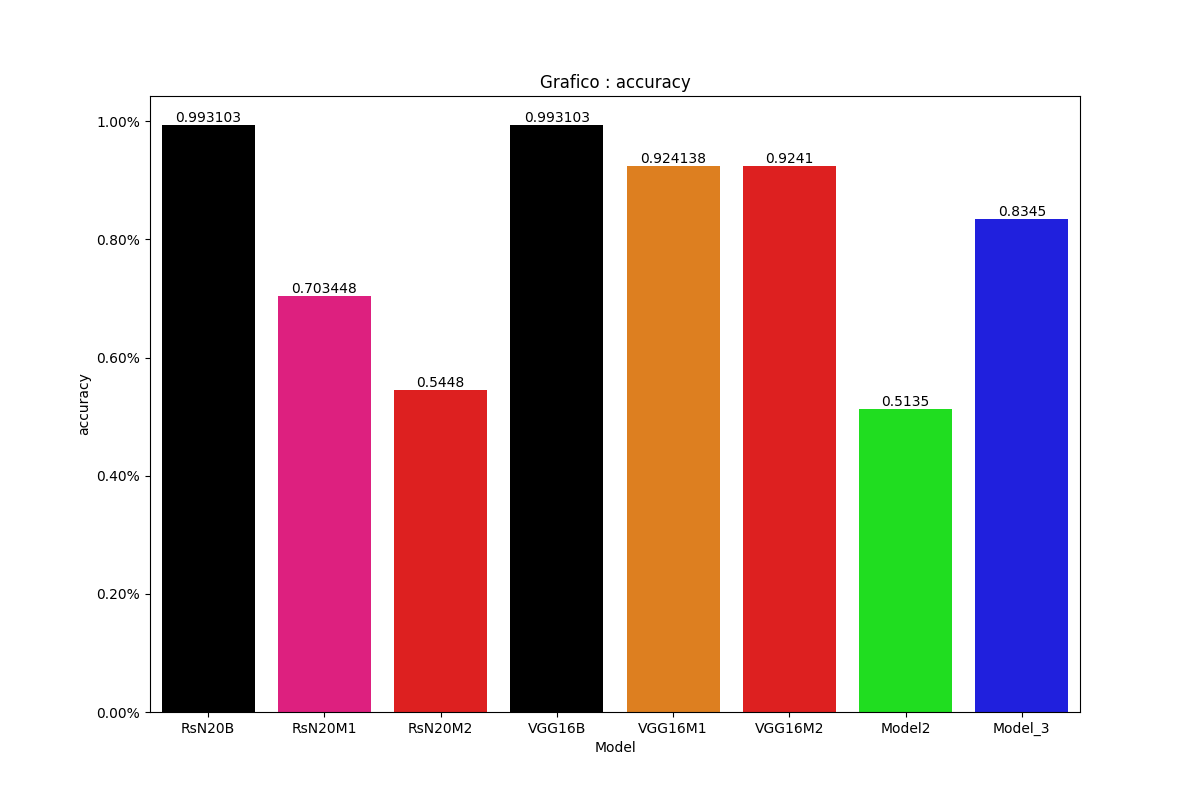 Grafico : accuracy
1.00%
0.80%
0.60%
0.40%
0.20%
0.00%
accuracy
0.993103
0.703448
0.5448
0.993103
0.924138
0.9241
0.5135
0.8345
RsN20B
RsN20M1
RsN20M2
VGG16B
VGG16M1
VGG16M2
Model2
Model_3
Model